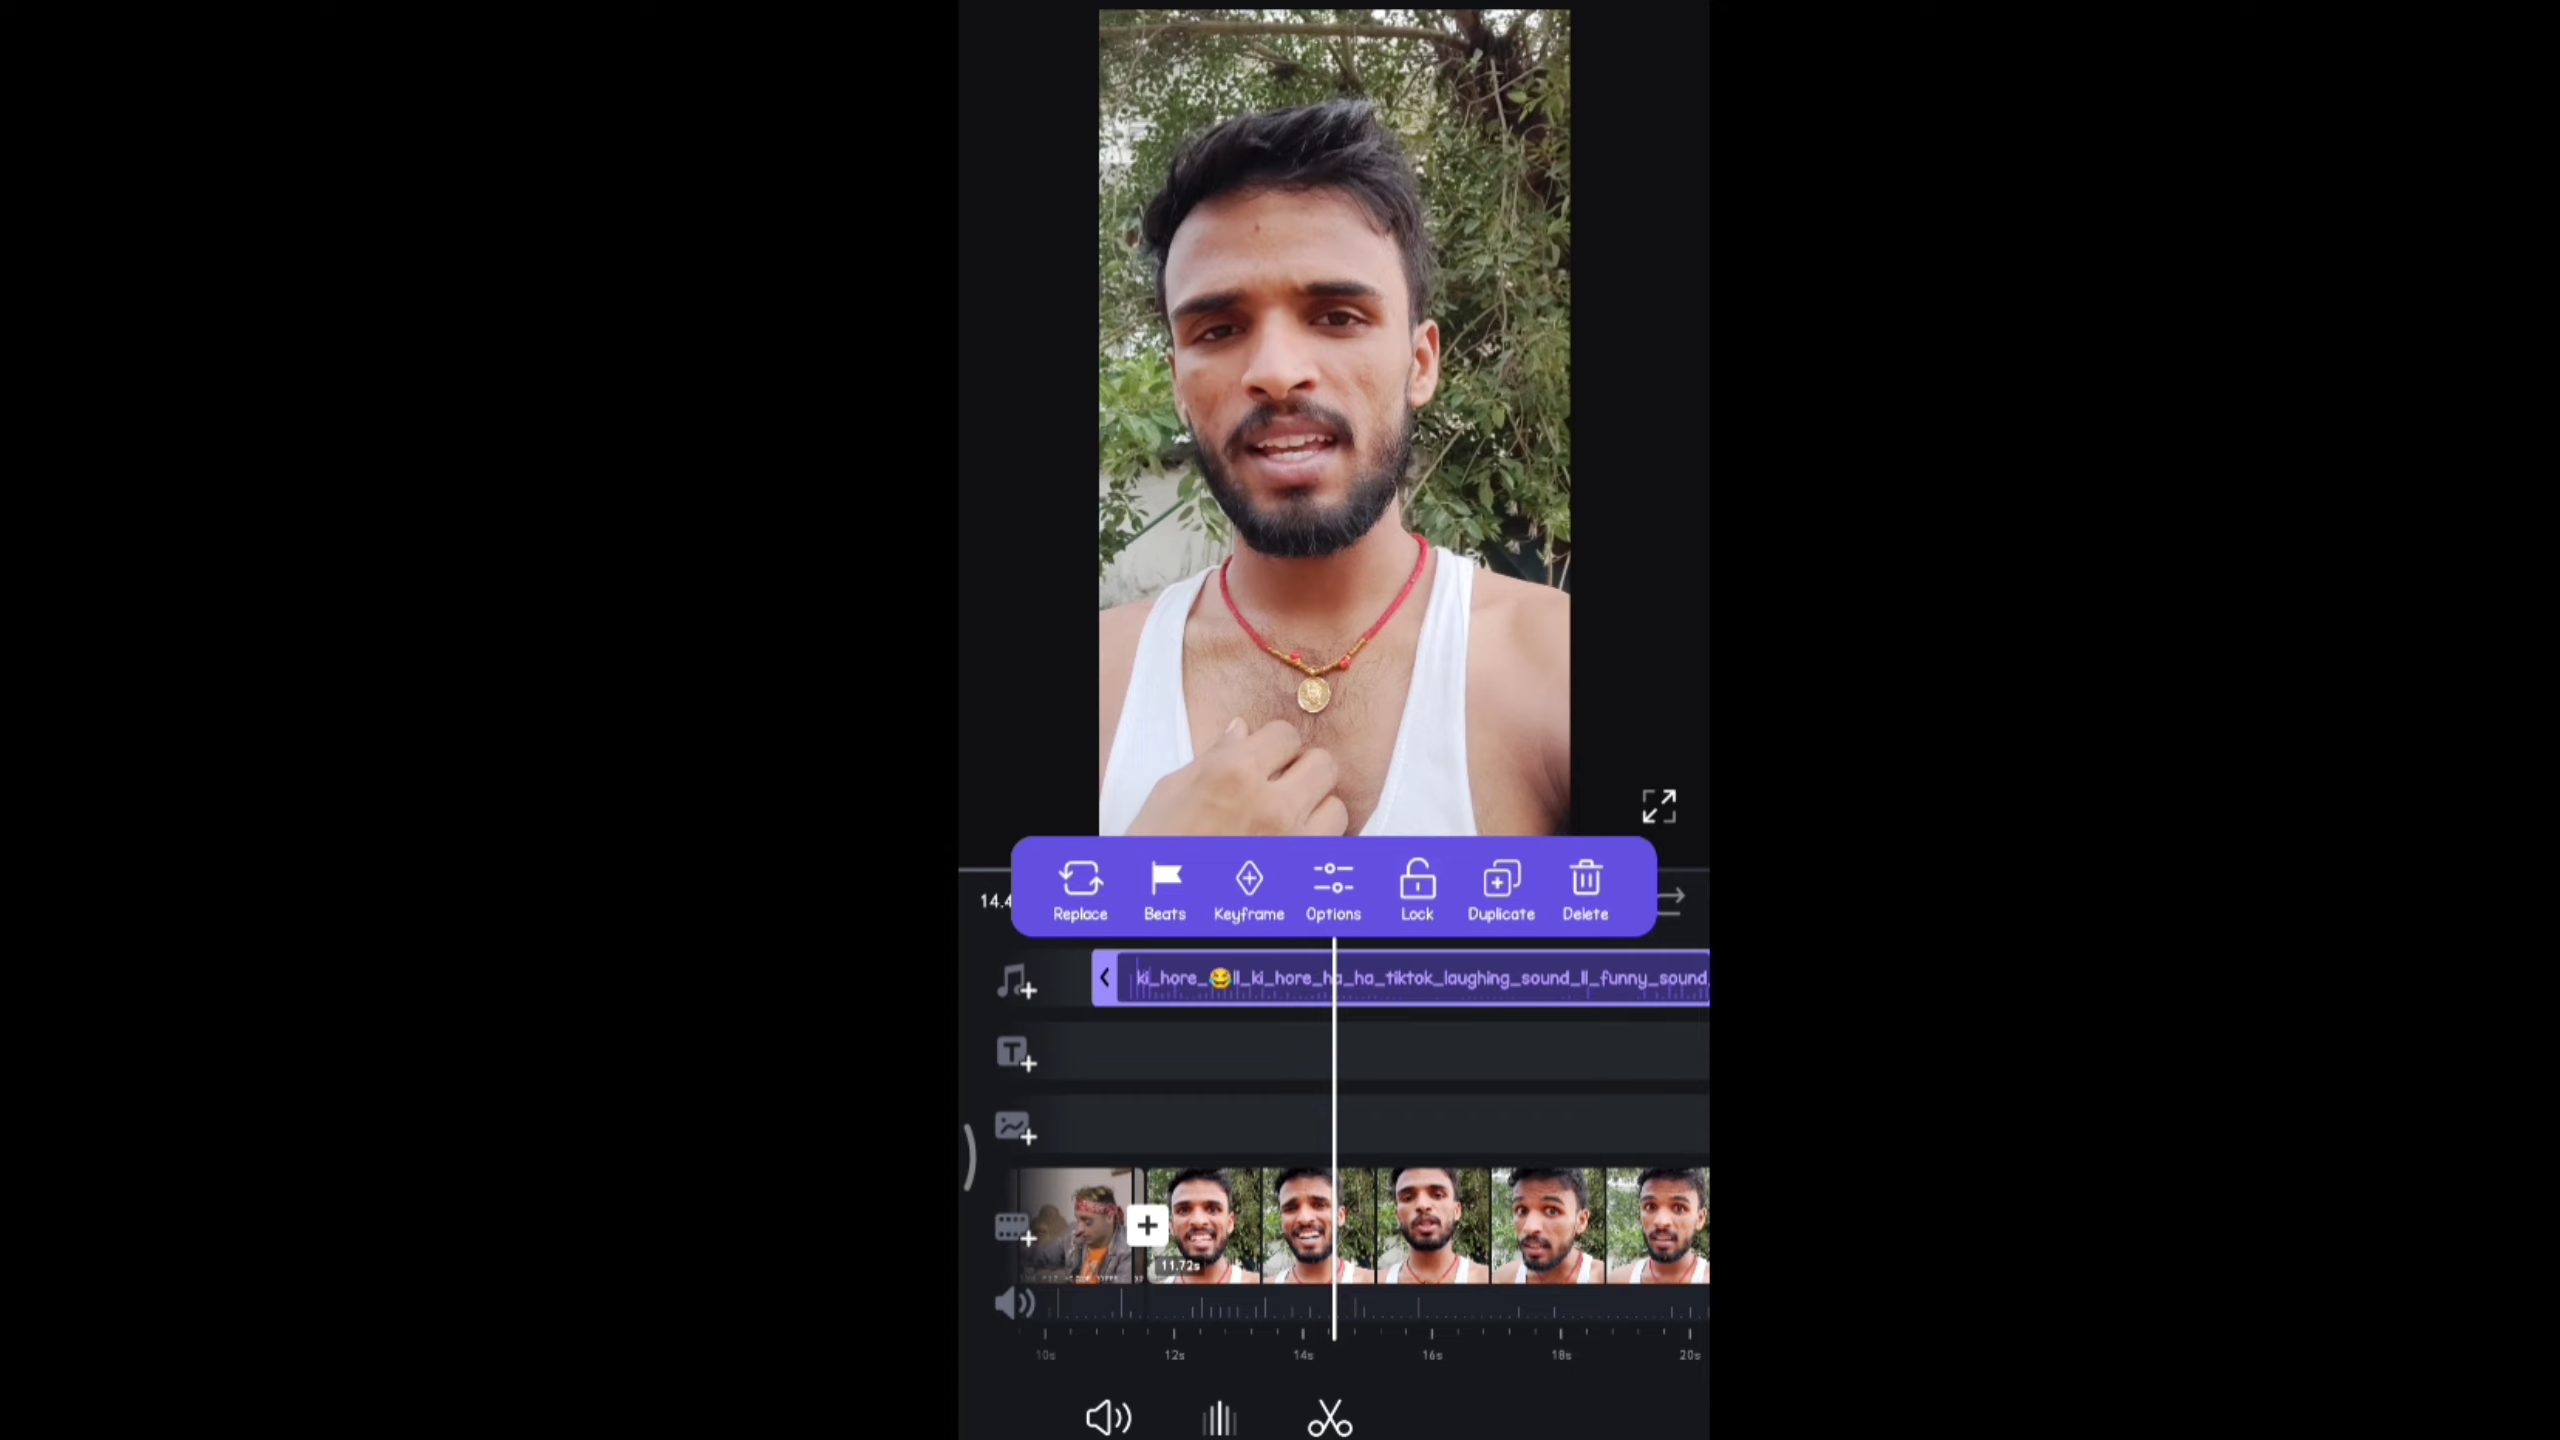 14.4
Replace Beats Keyframe Options Lock Duplicate Delete
ki_hore_😂ll_ki_hore_ha_ha_tiktok_laughing_sound_ll_funny_sound
11.72s
10s 12s 14s 16s 18s 20s